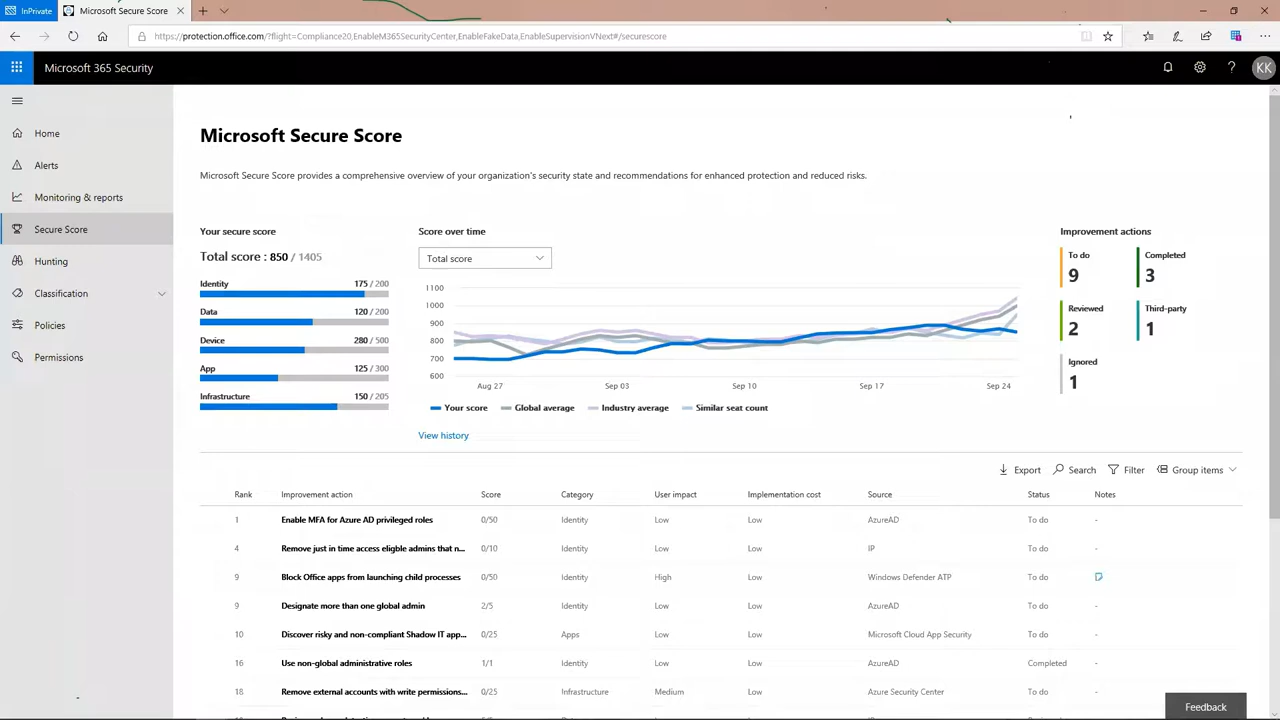 InPrivate
Microsoft Secure Score
https://protection.office.com/?flight=Compliance20,EnableM365SecurityCenter,EnableFakeData,EnableSupervisionVNext#/securescore
Microsoft 365 Security
KK
Home
Alerts
Monitoring & reports
Secure Score
Hunting
Classification
Policies
Permissions
Microsoft Secure Score
Microsoft Secure Score provides a comprehensive overview of your organization's security state and recommendations for enhanced protection and reduced risks.
Your secure score
Total score : 850 / 1405
Identity 175 / 200
Data 120 / 200
Device 280 / 500
App 125 / 300
Infrastructure 150 / 205
Score over time
Total score
1100
1000
900
800
700
600
Aug 27 Sep 03 Sep 10 Sep 17 Sep 24
Your score Global average Industry average Similar seat count
View history
Improvement actions
To do
9
Completed
3
Reviewed
2
Third-party
1
Ignored
1
Export Search Filter Group items
Rank Improvement action Score Category User impact Implementation cost Source Status Notes
1 Enable MFA for Azure AD privileged roles 0/50 Identity Low Low AzureAD To do -
4 Remove just in time access eligble admins that n... 0/10 Identity Low Low IP To do -
9 Block Office apps from launching child processes 0/50 Identity High Low Windows Defender ATP To do
9 Designate more than one global admin 2/5 Identity Low Low AzureAD To do -
10 Discover risky and non-compliant Shadow IT app... 0/25 Apps Low Low Microsoft Cloud App Security To do -
16 Use non-global administrative roles 1/1 Identity Low Low AzureAD Completed -
18 Remove external accounts with write permissions... 0/25 Infrastructure Medium Low Azure Security Center To do -
Feedback